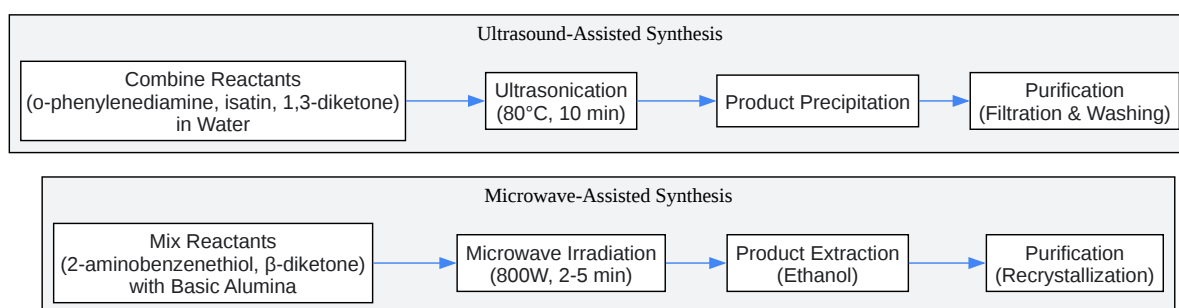 Ultrasound-Assisted Synthesis
Combine Reactants
(o-phenylenediamine, isatin, 1,3-diketone)
in Water
Ultrasonication
(80°C, 10 min)
Product Precipitation
Purification
(Filtration & Washing)
Microwave-Assisted Synthesis
Mix Reactants
(2-aminobenzenethiol, β-diketone)
with Basic Alumina
Microwave Irradiation
(800W, 2-5 min)
Product Extraction
(Ethanol)
Purification
(Recrystallization)